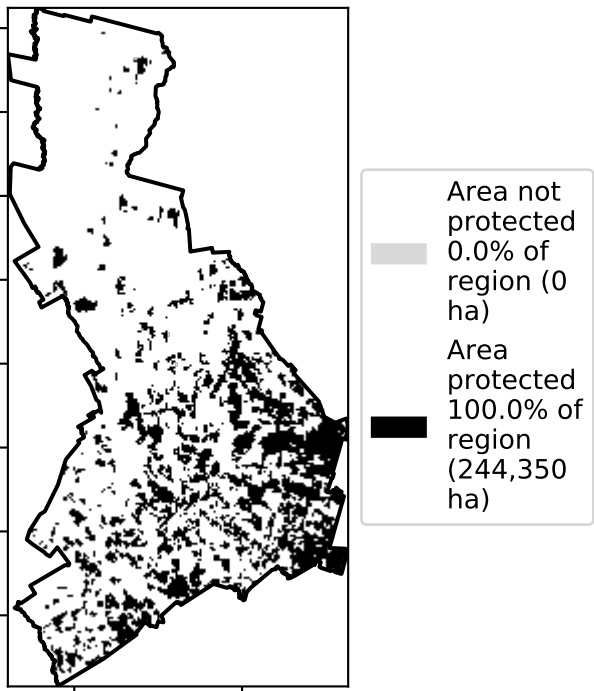 Area not
protected
0.0% of
region (0
ha)
Area
protected
100.0% of
region
(244,350
ha)